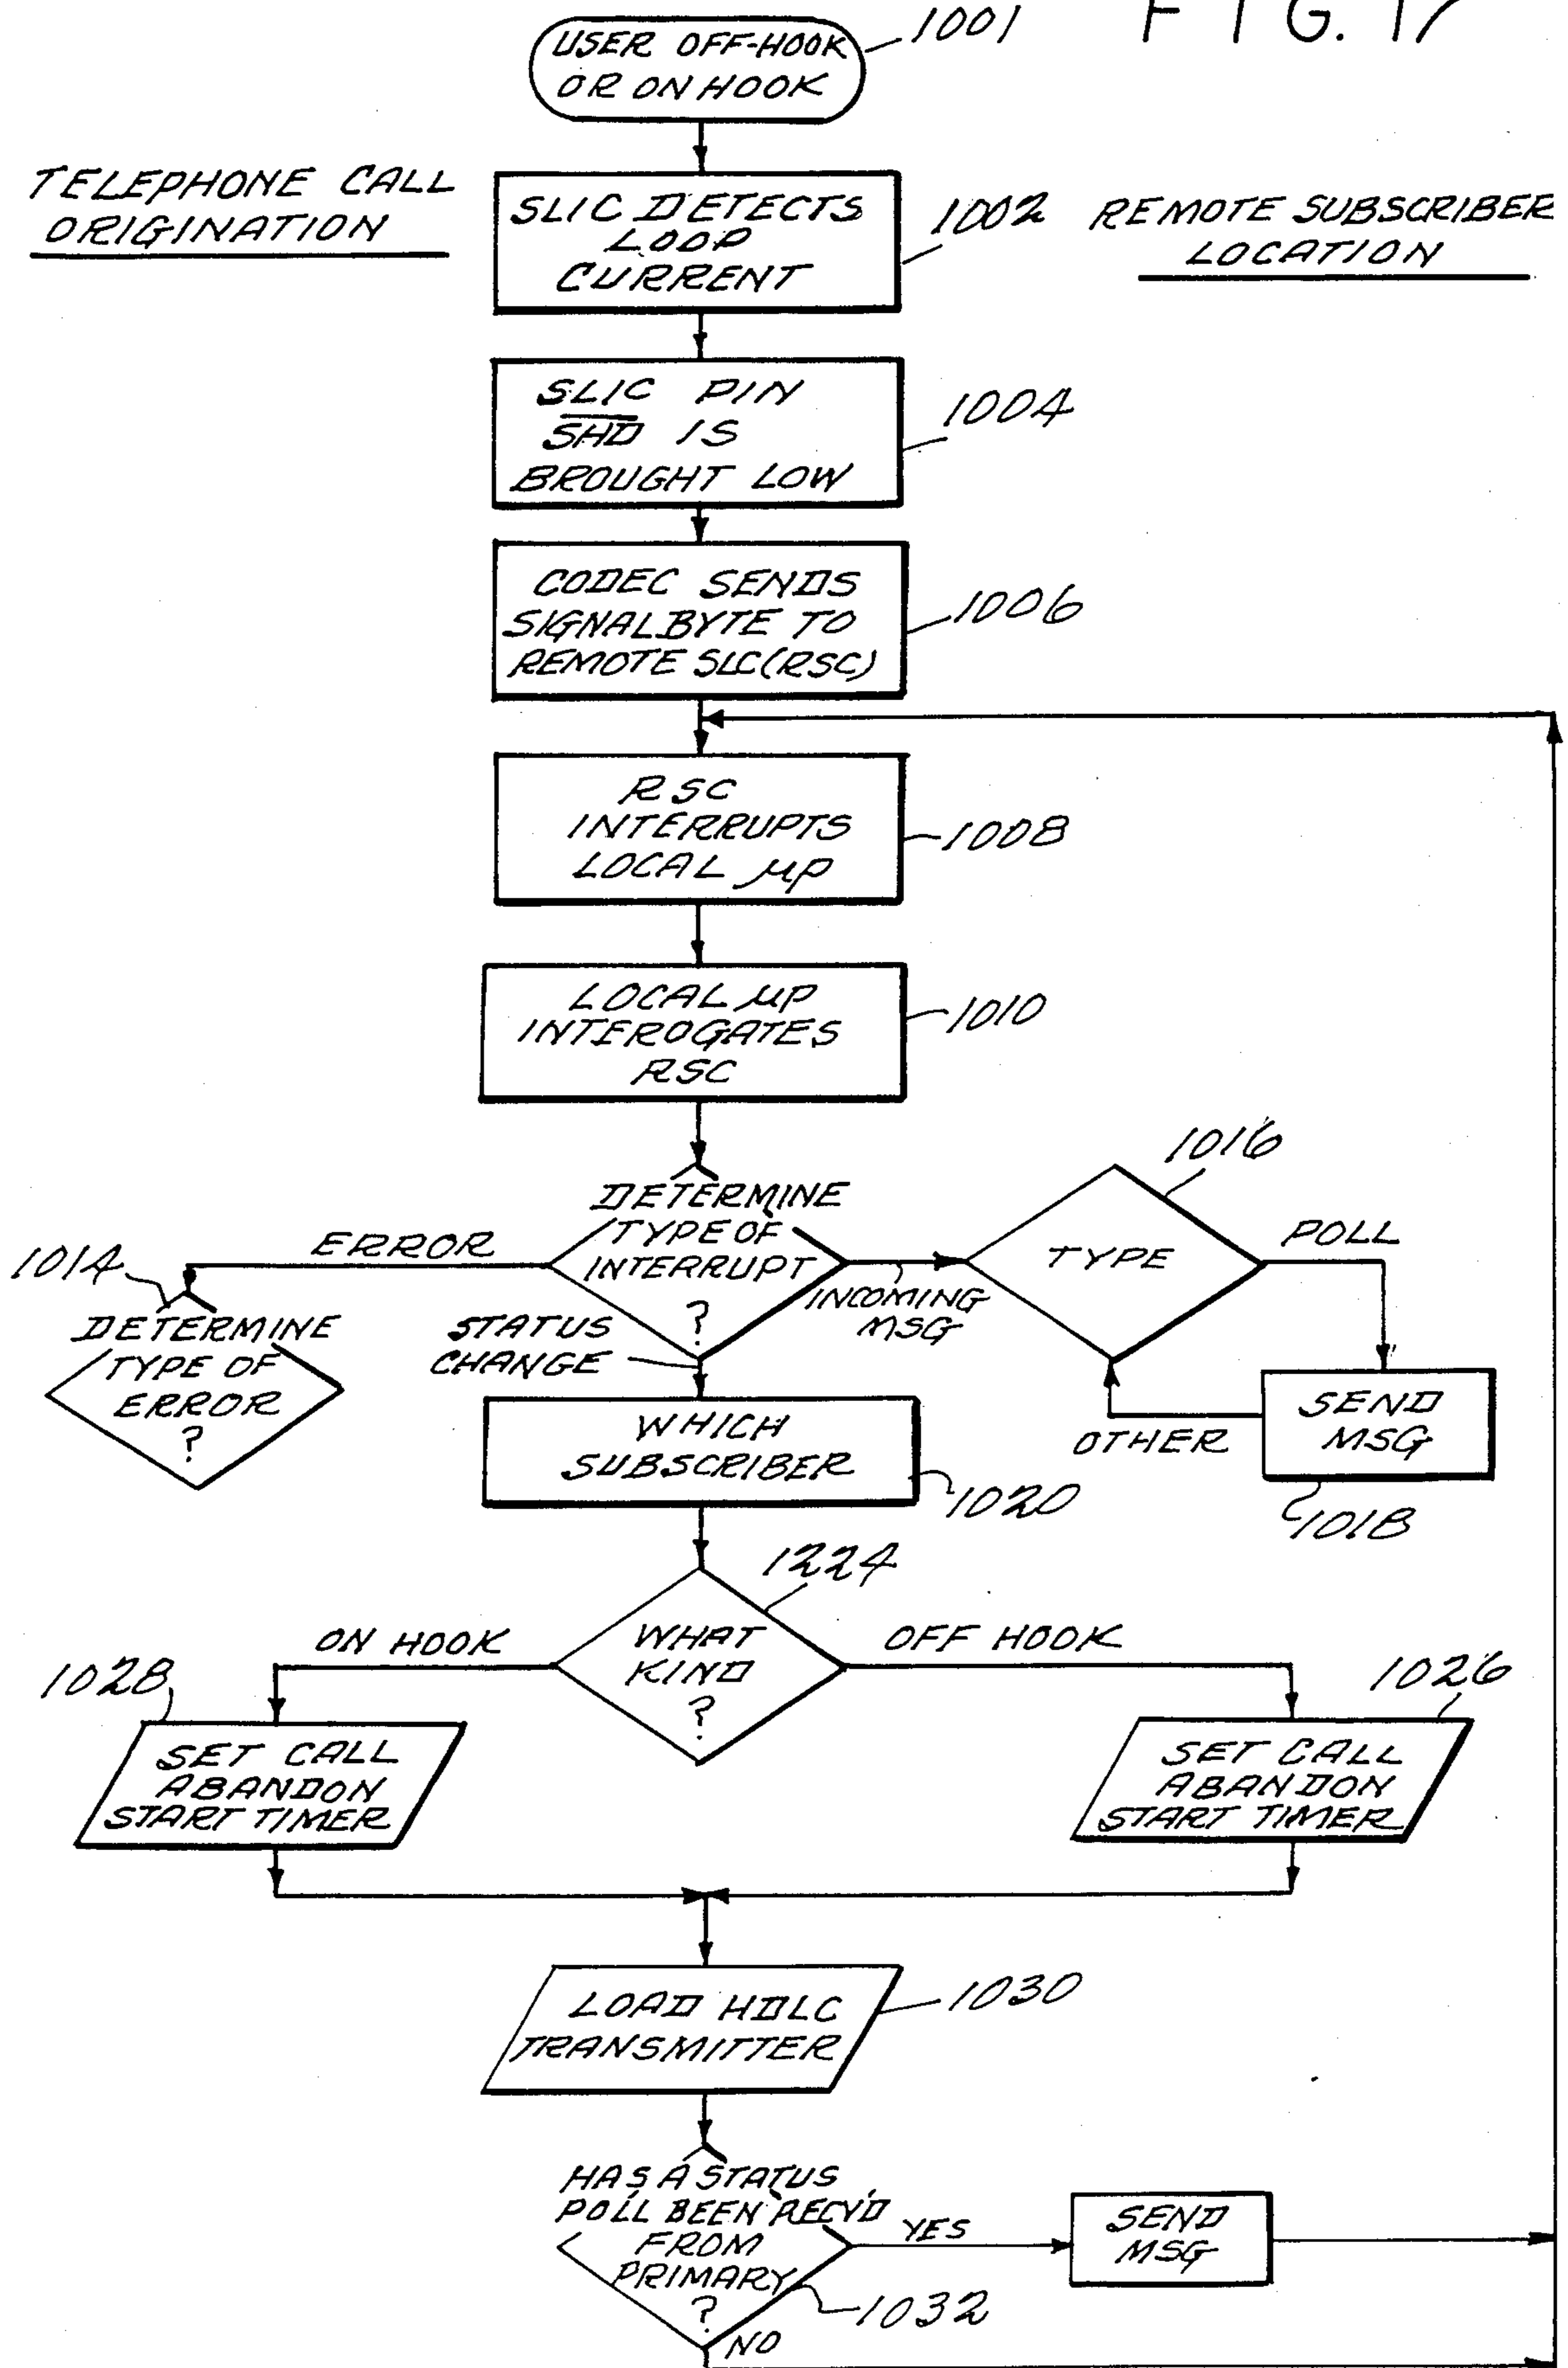 FIG. 17
USER OFF-HOOK
OR ON HOOK
1001
TELEPHONE CALL
ORIGINATION
SLIC DETECTS
LOOP
CURRENT
1002
REMOTE SUBSCRIBER
LOCATION
SLIC PIN
SHD IS
BROUGHT LOW
1004
CODEC SENDS
SIGNAL BYTE TO
REMOTE SLC (RSC)
1006
RSC
INTERRUPTS
LOCAL μP
1008
LOCAL μP
INTEROGATES
RSC
1010
DETERMINE
TYPE OF
INTERRUPT
?
ERROR
1014
DETERMINE
TYPE OF
ERROR
?
STATUS
CHANGE
INCOMING
MSG
1016
TYPE
POLL
SEND
MSG
OTHER
1018
WHICH
SUBSCRIBER
1020
1224
WHAT
KIND
?
ON HOOK
OFF HOOK
1028
SET CALL
ABANDON
START TIMER
1026
SET CALL
ABANDON
START TIMER
LOAD HDLC
TRANSMITTER
1030
HAS A STATUS
POLL BEEN RECV'D
FROM
PRIMARY
?
1032
YES
SEND
MSG
NO